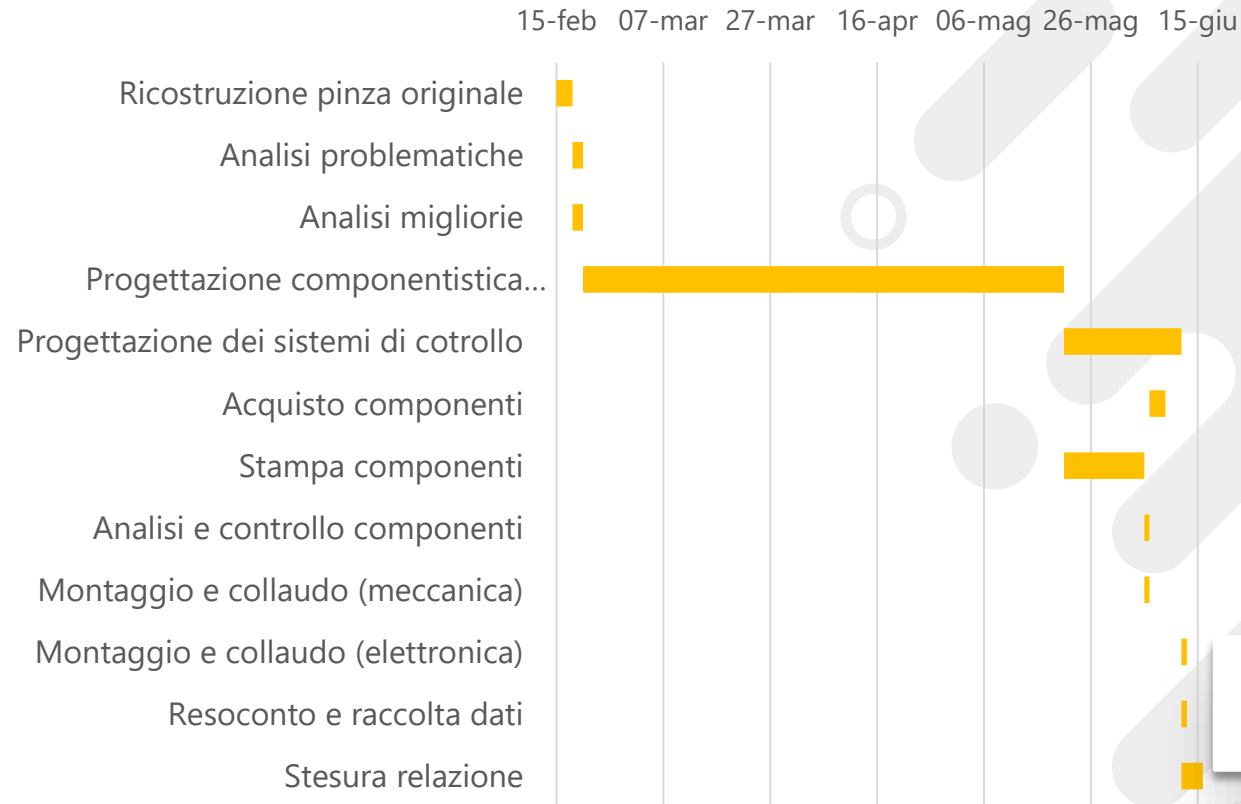 15-feb 07-mar 27-mar 16-apr 06-mag 26-mag 15-giu
Ricostruzione pinza originale
Analisi problematiche
Analisi migliorie
Progettazione componentistica...
Progettazione dei sistemi di cotrollo
Acquisto componenti
Stampa componenti
Analisi e controllo componenti
Montaggio e collaudo (meccanica)
Montaggio e collaudo (elettronica)
Resoconto e raccolta dati
Stesura relazione